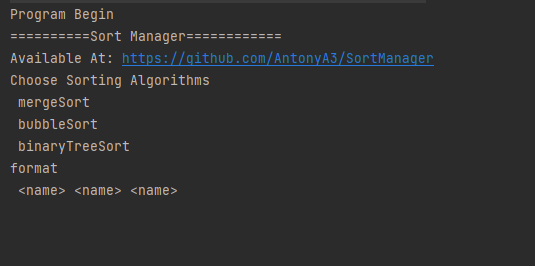 Program Begin
==========Sort Manager============
Available At: https://github.com/AntonyA3/SortManager
Choose Sorting Algorithms
mergeSort
bubbleSort
binaryTreeSort
format
<name> <name> <name>